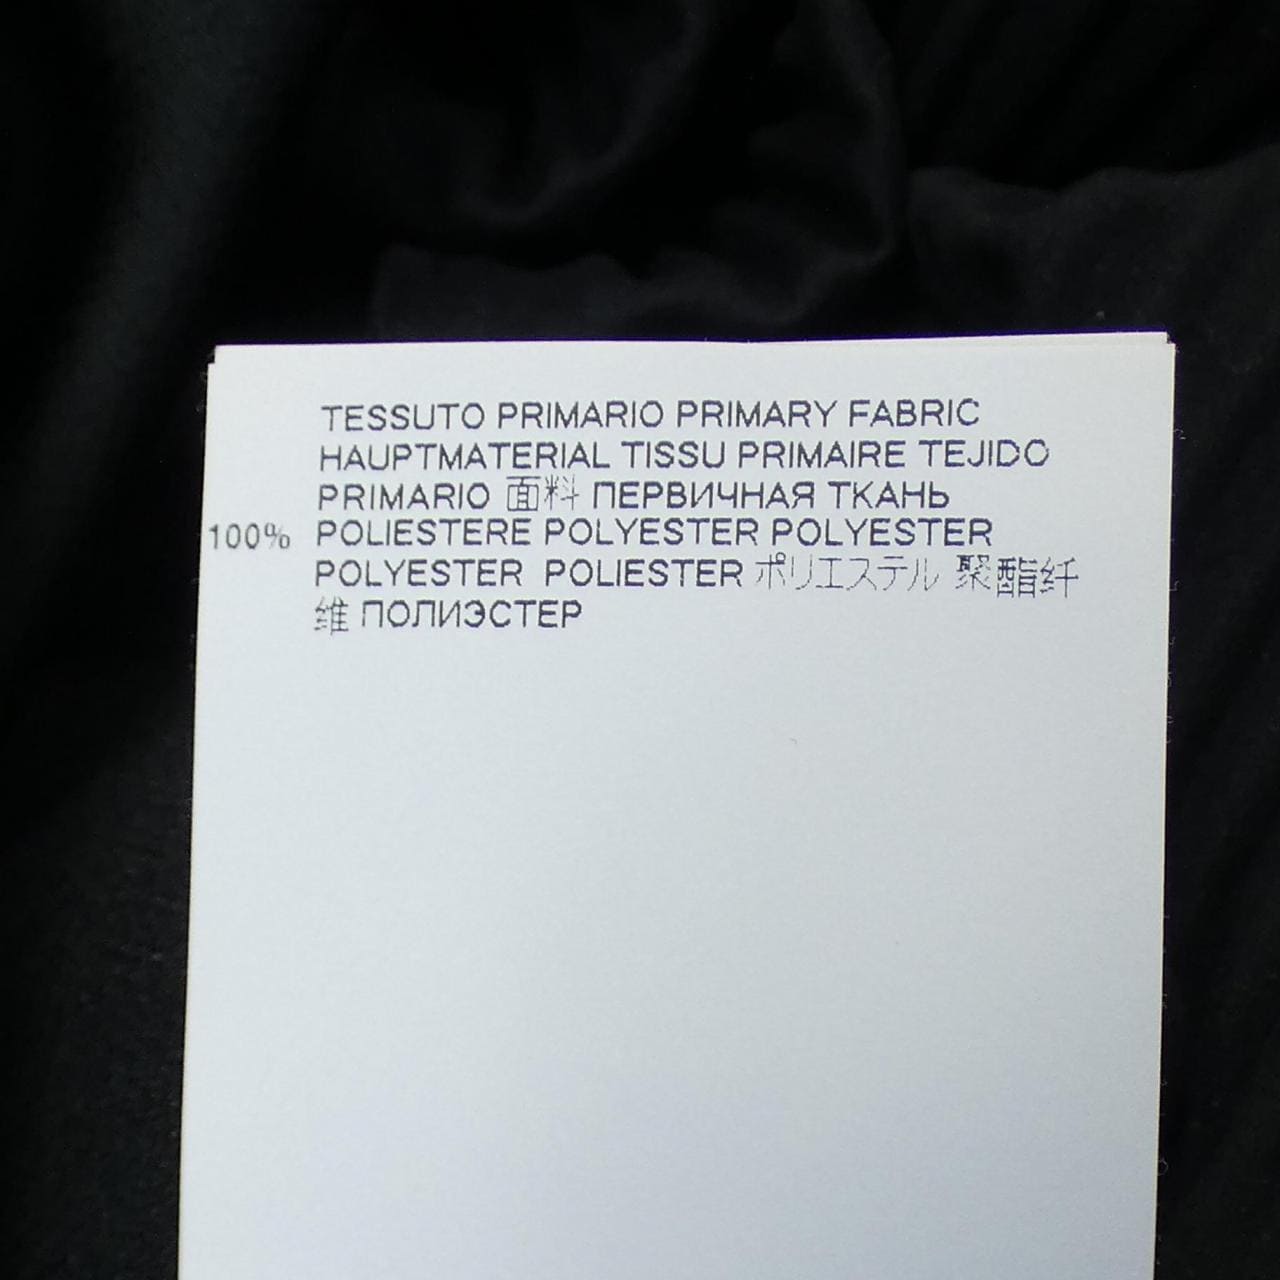 TESSUTO PRIMARIO PRIMARY FABRIC
HAUPTMATERIAL TISSU PRIMAIRE TEJIDO
PRIMARIO 面料 ПЕРВИЧНАЯ ТКАНЬ
100% POLIESTERE POLYESTER POLYESTER
POLYESTER POLIESTER ポリエステル 聚酯纤
维 ПОЛИЭСТЕР